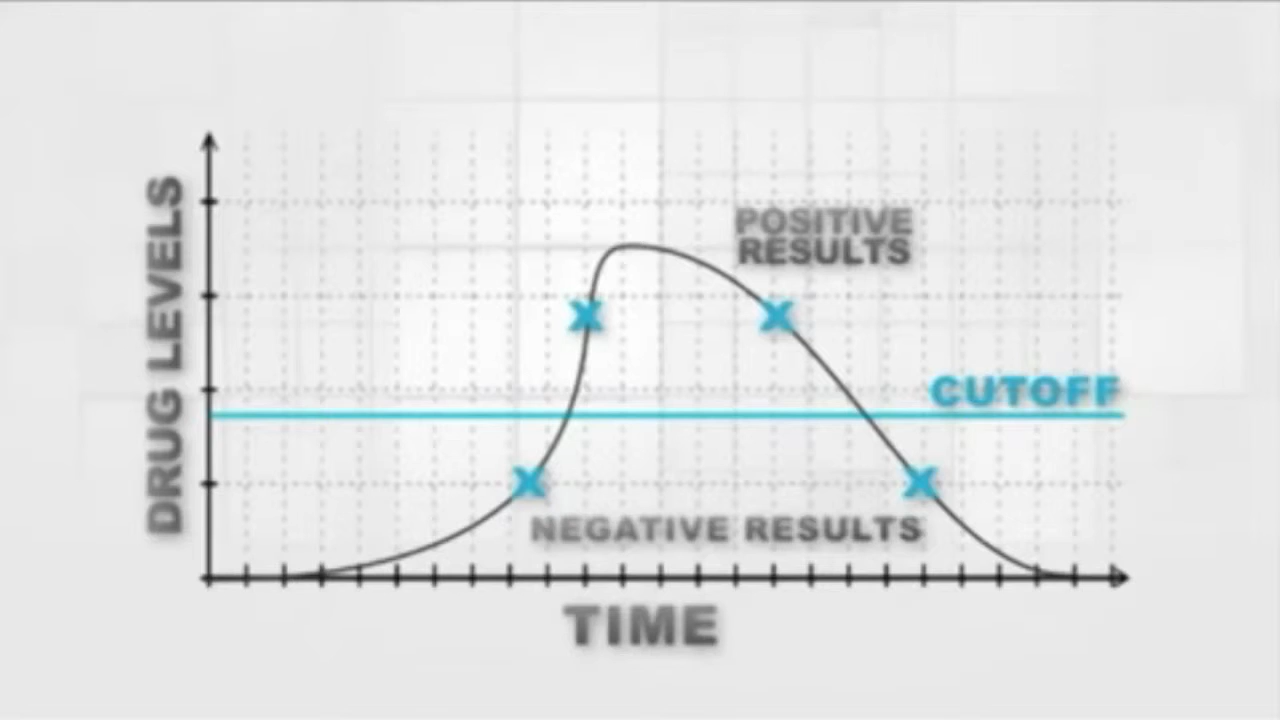 DRUG LEVELS
POSITIVE
RESULTS
CUTOFF
NEGATIVE RESULTS
TIME